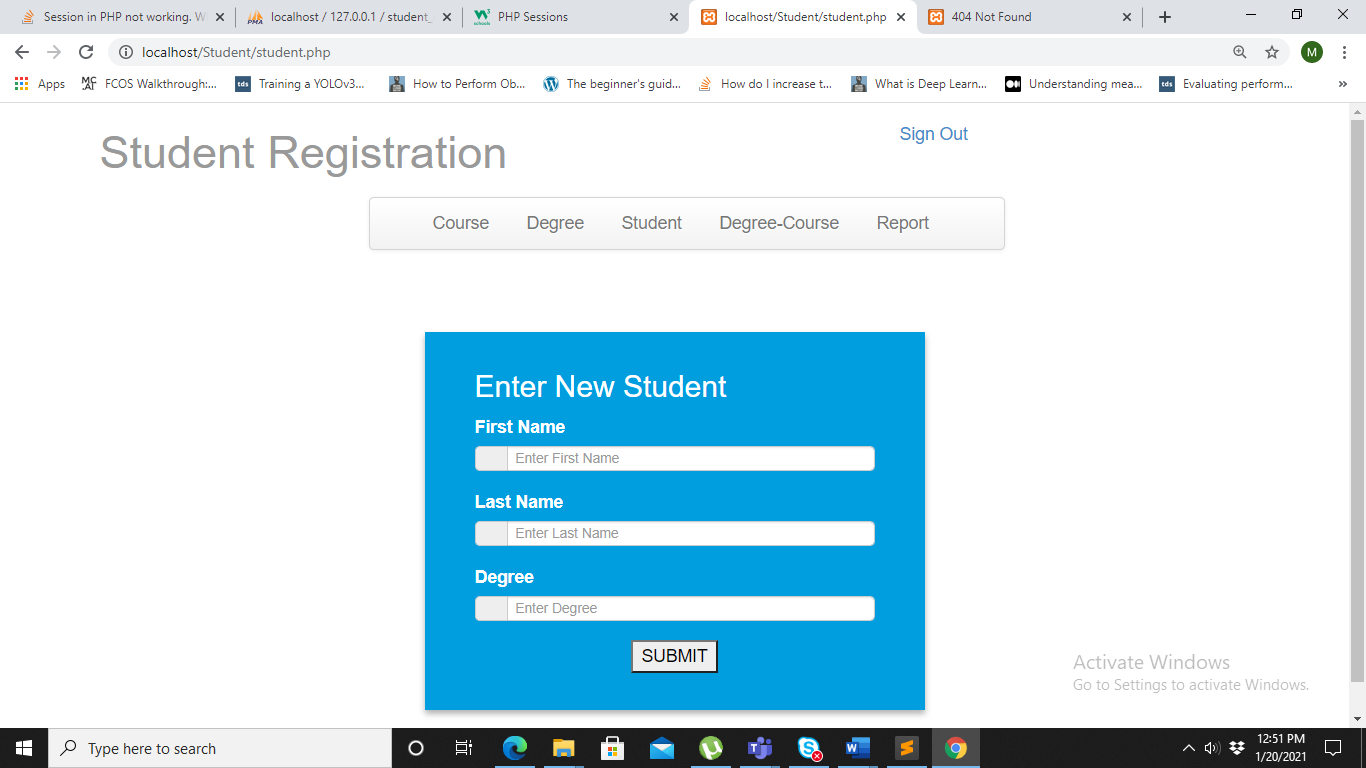 Session in PHP not working. W
localhost / 127.0.0.1 / student_
PHP Sessions
localhost/Student/student.php
404 Not Found
localhost/Student/student.php
M
Apps
FCOS Walkthrough:...
Training a YOLOv3...
How to Perform Ob...
The beginner's guid...
How do I increase t...
What is Deep Learn...
Understanding mea...
Evaluating perform...
Student Registration
Sign Out
Course
Degree
Student
Degree-Course
Report
Enter New Student
First Name
Enter First Name
Last Name
Enter Last Name
Degree
Enter Degree
SUBMIT
Activate Windows
Go to Settings to activate Windows.
Type here to search
12:51 PM
1/20/2021